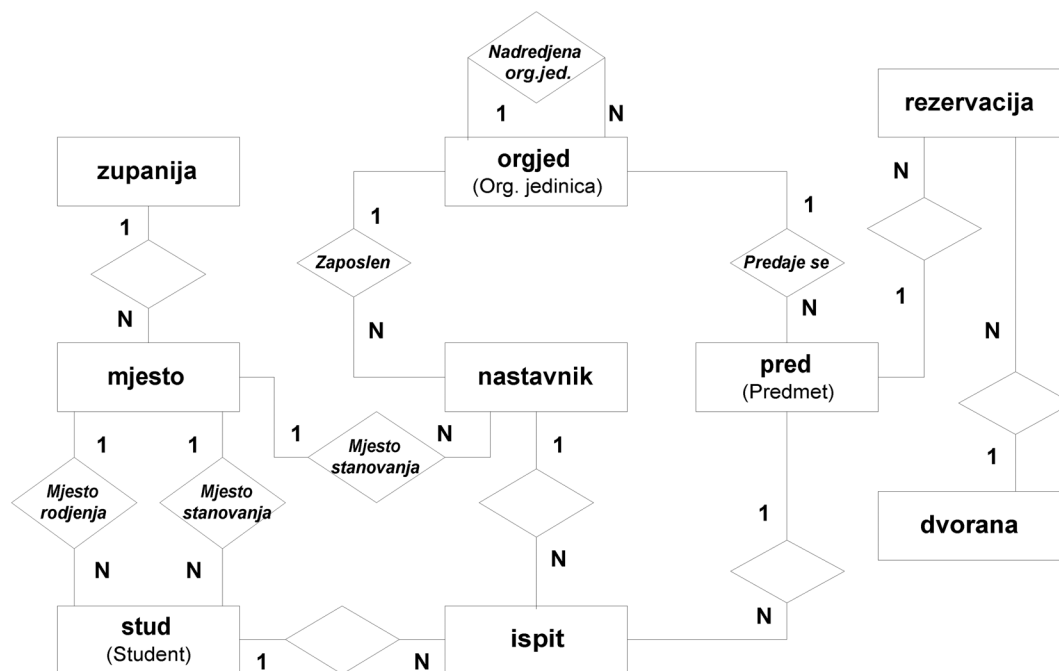 Nadredjena
org.jed.
1
N
rezervacija
zupanija
orgjed
(Org. jedinica)
N
1
1
1
Zaposlen
Predaje se
1
N
N
N
N
mjesto
nastavnik
pred
(Predmet)
1
1
1
N
1
1
Mjesto
stanovanja
Mjesto
rodjenja
Mjesto
stanovanja
1
dvorana
N
N
N
N
stud
(Student)
1
N
ispit